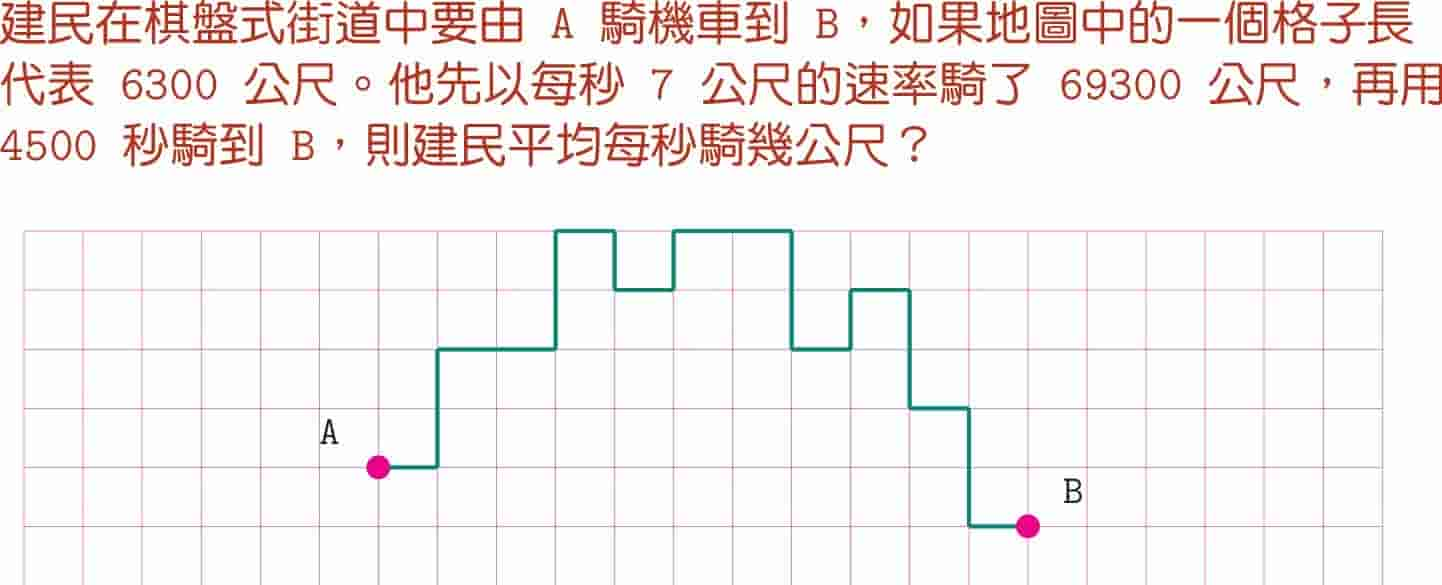 建民在棋盤式街道中要由 A 騎機車到 B，如果地圖中的一個格子長
代表 6300 公尺。他先以每秒 7 公尺的速率騎了 69300 公尺，再用
4500 秒騎到 B，則建民平均每秒騎幾公尺？
A
B